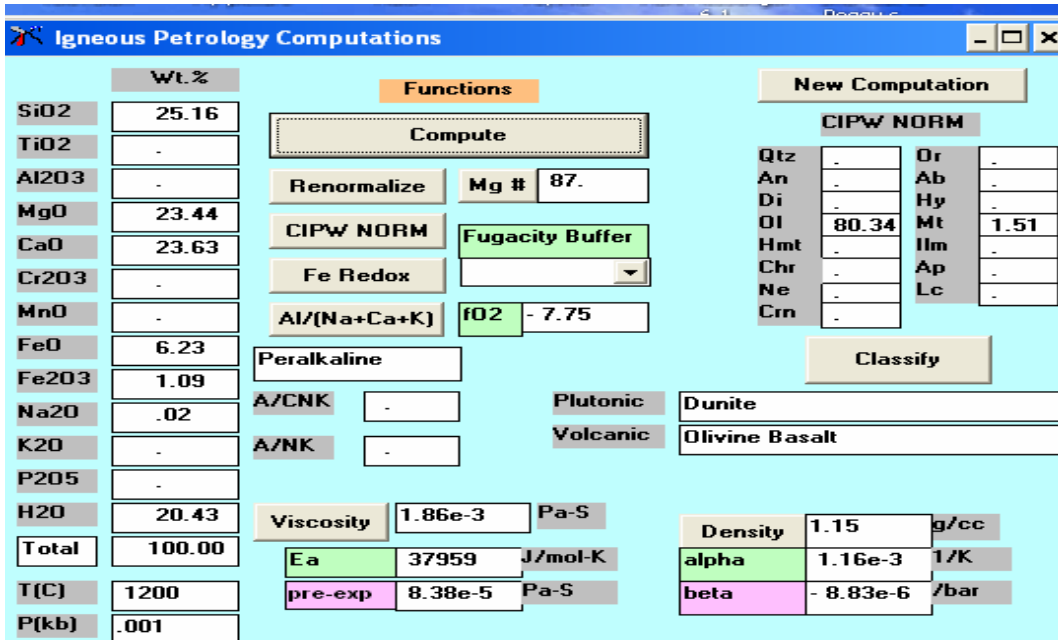 Igneous Petrology Computations
Wt.%
SiO2 25.16
TiO2 .
Al2O3 .
MgO 23.44
CaO 23.63
Cr2O3 .
MnO .
FeO 6.23
Fe2O3 1.09
Na2O .02
K2O .
P2O5 .
H2O 20.43
Total 100.00
T(C) 1200
P(kb) .001
Functions
Compute
Renormalize Mg # 87.
CIPW NORM Fugacity Buffer
Fe Redox
Al/(Na+Ca+K) fO2 - 7.75
Peralkaline
A/CNK .
A/NK .
Viscosity 1.86e-3 Pa-S
Ea 37959 J/mol-K
pre-exp 8.38e-5 Pa-S
New Computation
CIPW NORM
Qtz . Or .
An . Ab .
Di . Hy .
Ol 80.34 Mt 1.51
Hmt . Ilm .
Chr . Ap .
Ne . Lc .
Crn .
Classify
Plutonic Dunite
Volcanic Olivine Basalt
Density 1.15 g/cc
alpha 1.16e-3 1/K
beta - 8.83e-6 /bar